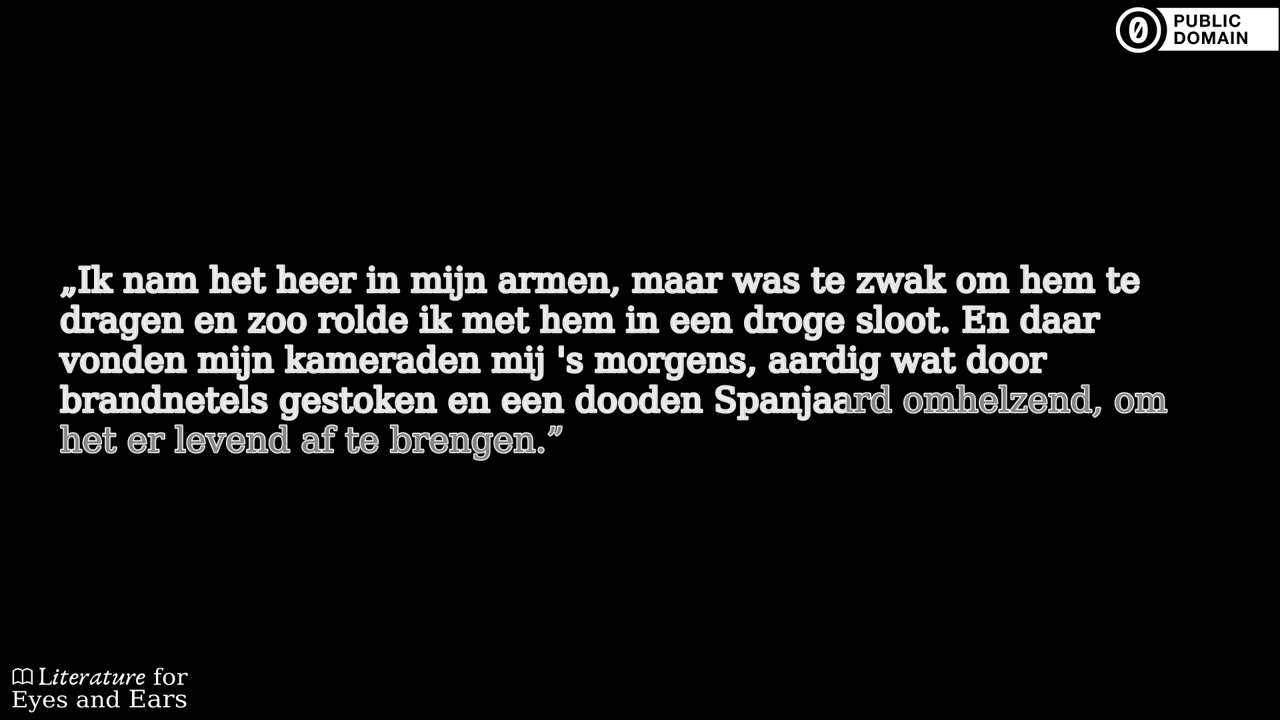 PUBLIC
DOMAIN
„Ik nam het heer in mijn armen, maar was te zwak om hem te
dragen en zoo rolde ik met hem in een droge sloot. En daar
vonden mijn kameraden mij 's morgens, aardig wat door
brandnetels gestoken en een dooden Spanjaard omhelzend, om
het er levend af te brengen.”
Literature for
Eyes and Ears